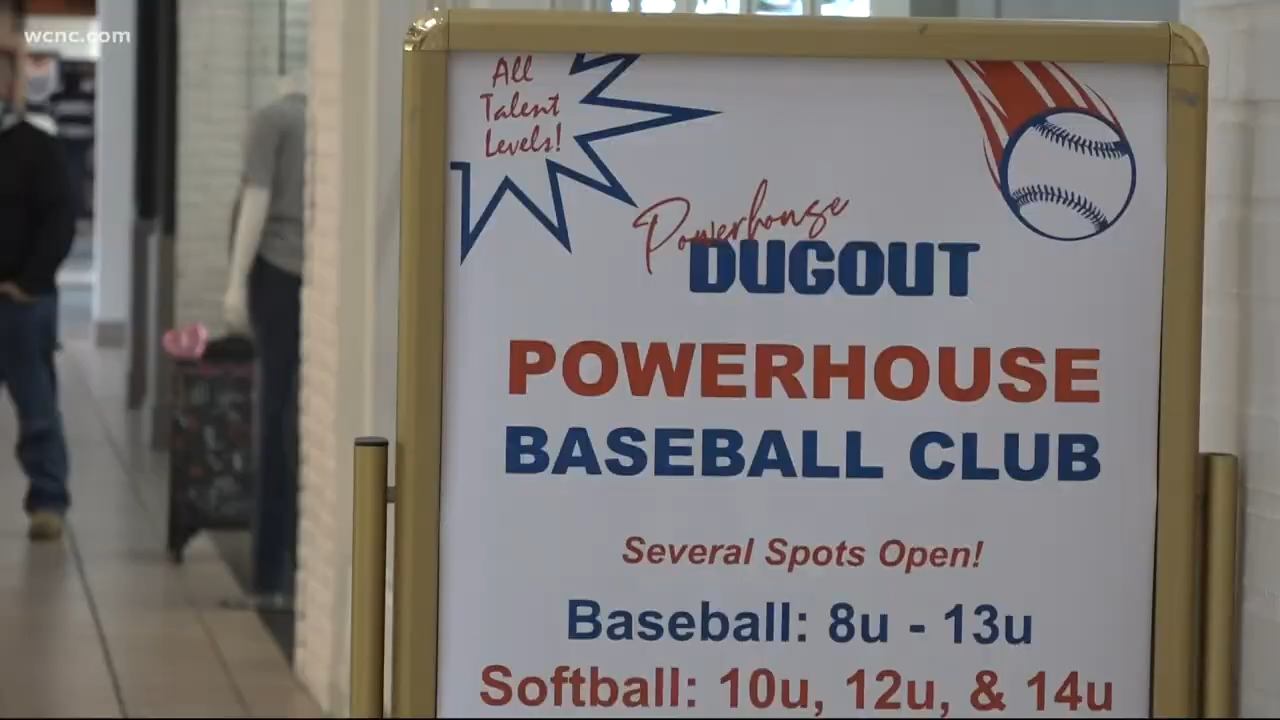 wcnc.com
All
Talent
Levels!
Powerhouse
DUGOUT
POWERHOUSE
BASEBALL CLUB
Several Spots Open!
Baseball: 8u - 13u
Softball: 10u, 12u, & 14u